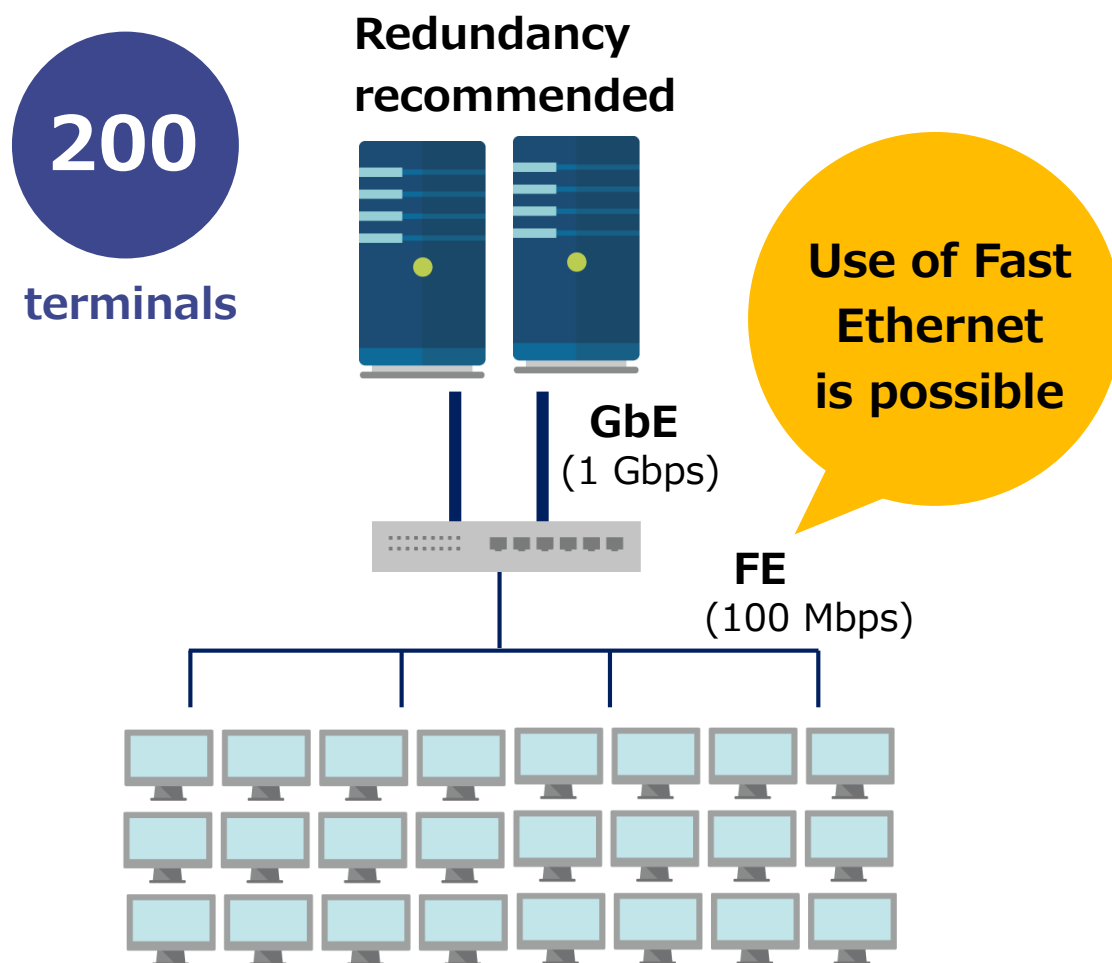 200
terminals
Redundancy
recommended
Use of Fast
Ethernet
is possible
GbE
(1 Gbps)
FE
(100 Mbps)